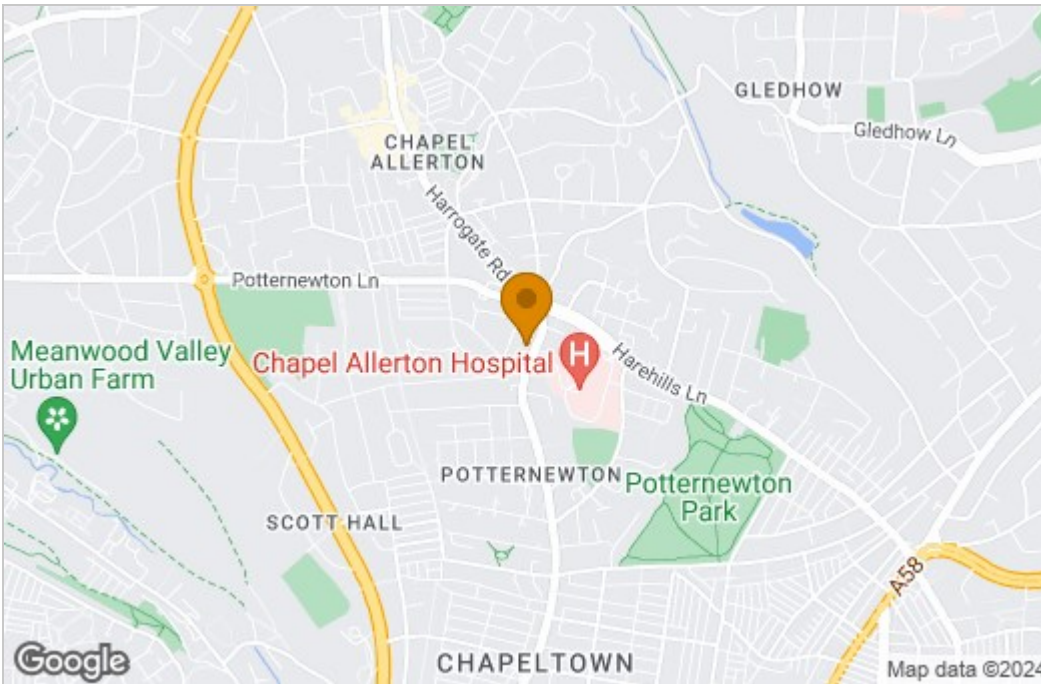 GLEDHOW
Gledhow Ln
CHAPEL
ALLERTON
Harrogate Rd
Potternewton Ln
Meanwood Valley
Urban Farm
Chapel Allerton Hospital
H
Harehills Ln
POTTERNEWTON
Potternewton
Park
SCOTT HALL
A58
CHAPELTOWN
Google
Map data ©2024